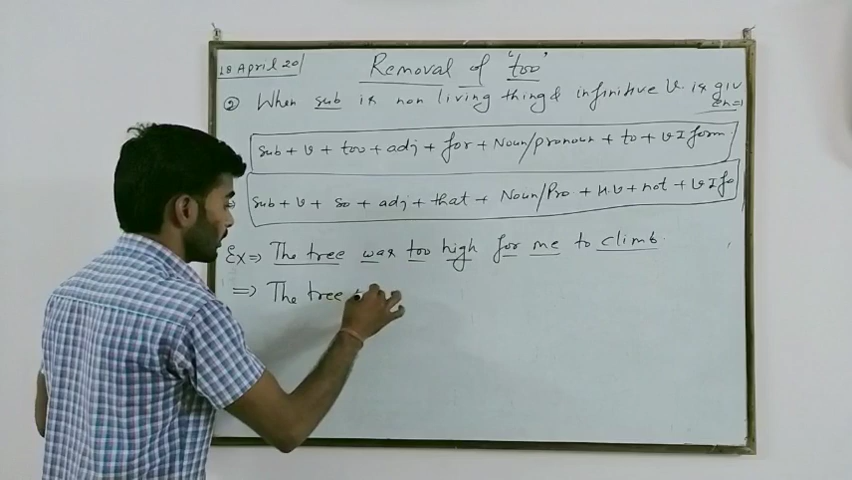 18 April 20
Removal of 'too'
② When sub is non living thing & infinitive V. is giv
en=1
sub + v + too + adj + for + Noun/pronoun + to + V I form
⇒ sub + v + so + adj + that + Noun/Pro. + H.V + not + V I fo
Ex ⇒ The tree was too high for me to climb.
⇒ The tree